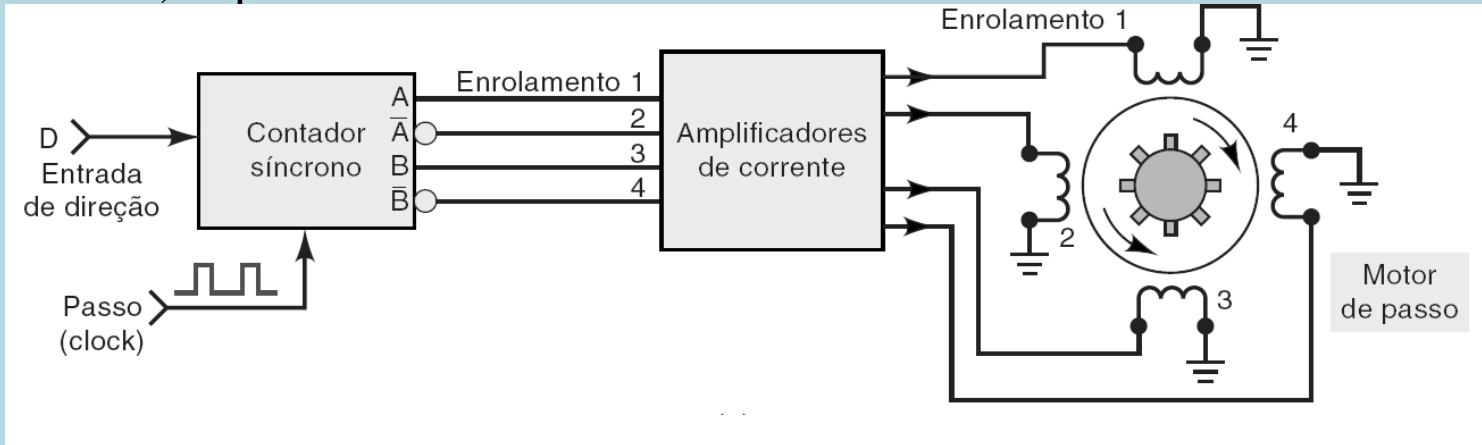 Enrolamento 1
D
Entrada
de direção
Passo
(clock)
Contador
síncrono
A
A̅
B
B̅
Enrolamento 1
2
3
4
Amplificadores
de corrente
2
3
4
Motor
de passo